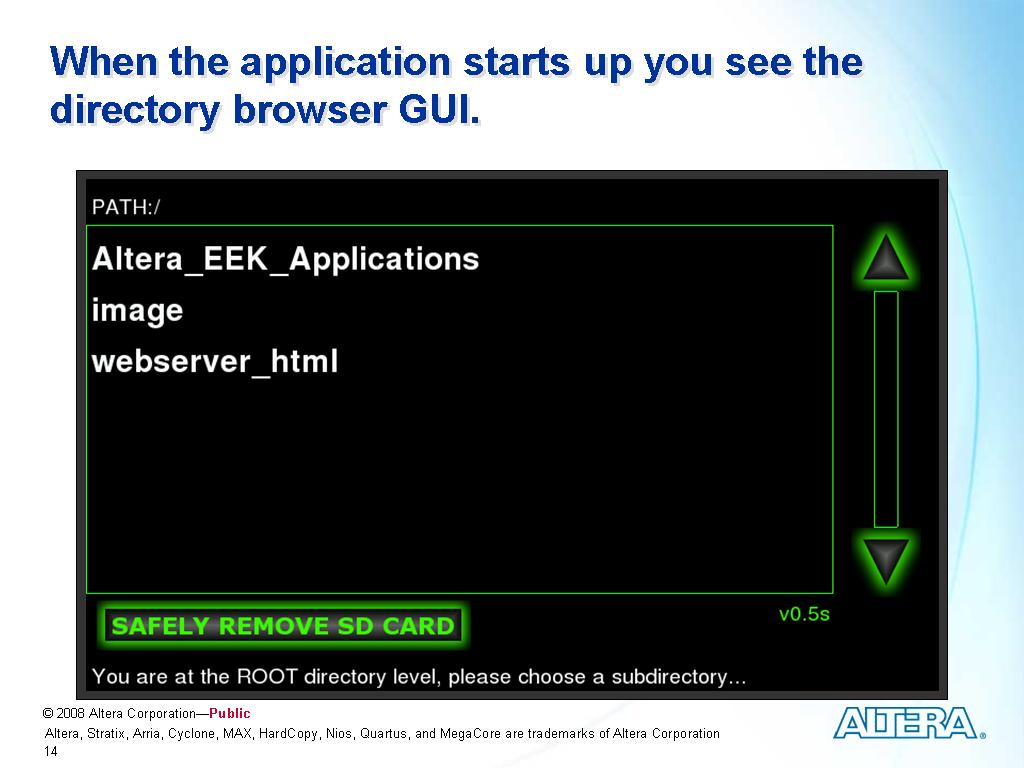 When the application starts up you see the
directory browser GUI.
PATH:/
Altera_EEK_Applications
image
webserver_html
v0.5s
SAFELY REMOVE SD CARD
You are at the ROOT directory level, please choose a subdirectory...
© 2008 Altera Corporation—Public
Altera, Stratix, Arria, Cyclone, MAX, HardCopy, Nios, Quartus, and MegaCore are trademarks of Altera Corporation
14
ALTERA®